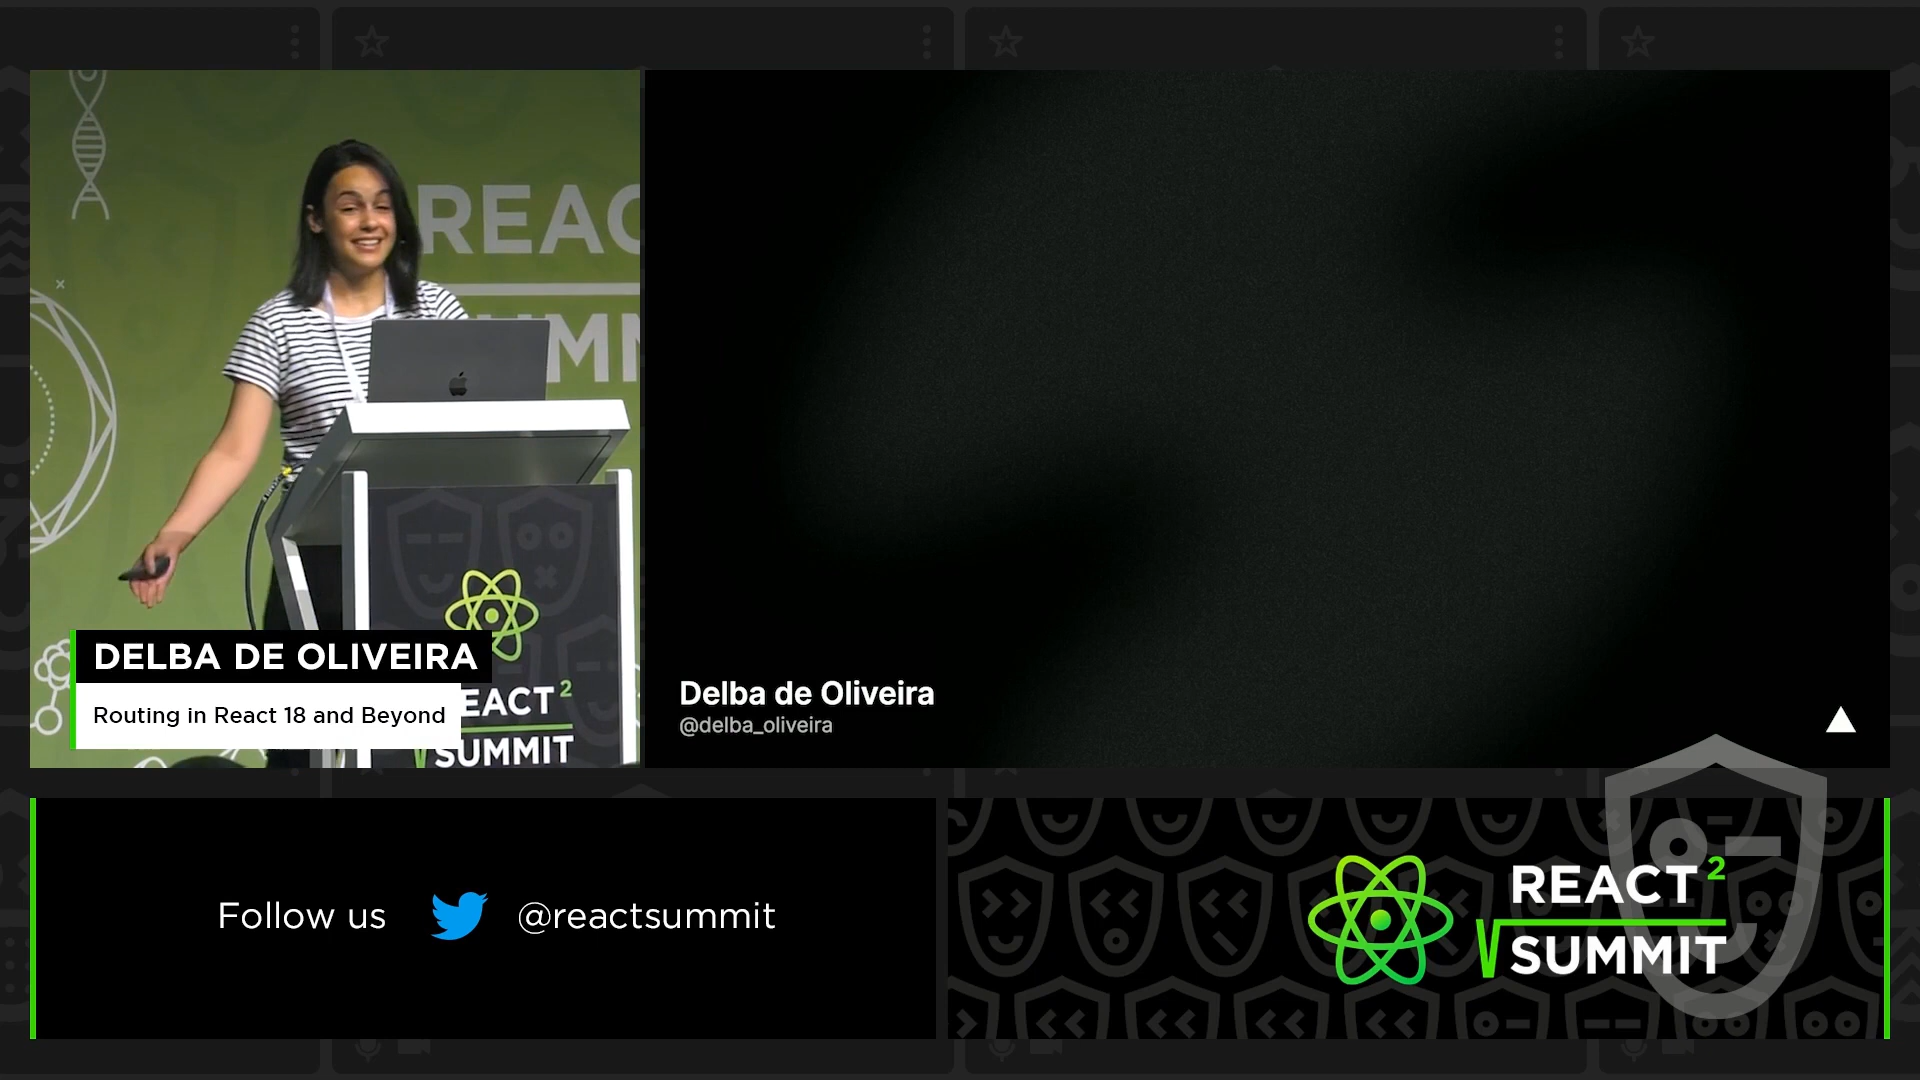 REAC
SUMM
DELBA DE OLIVEIRA
Routing in React 18 and Beyond
EACT 2
SUMMIT
Delba de Oliveira
@delba_oliveira
Follow us
@reactsummit
REACT 2
SUMMIT